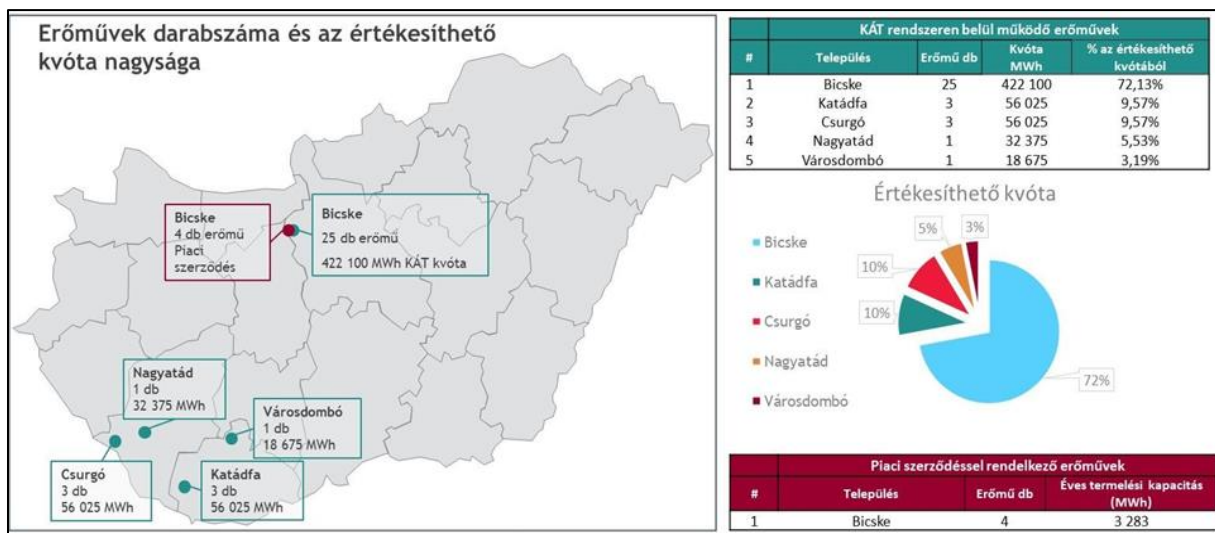 Erőművek darabszáma és az értékesíthető
kvóta nagysága
Bicske
4 db erőmű
Piaci
szerződés
Bicske
25 db erőmű
422 100 MWh KÁT kvóta
Nagyatád
1 db
32 375 MWh
Városdombó
1 db
18 675 MWh
Csurgó
3 db
56 025 MWh
Katádfa
3 db
56 025 MWh
KÁT rendszeren belül működő erőművek
# Település Erőmű db Kvóta MWh % az értékesíthető kvótából
1 Bicske 25 422 100 72,13%
2 Katádfa 3 56 025 9,57%
3 Csurgó 3 56 025 9,57%
4 Nagyatád 1 32 375 5,53%
5 Városdombó 1 18 675 3,19%
Értékesíthető kvóta
Bicske
Katádfa
Csurgó
Nagyatád
Városdombó
5%
3%
10%
10%
72%
Piaci szerződéssel rendelkező erőművek
# Település Erőmű db Éves termelési kapacitás (MWh)
1 Bicske 4 3 283